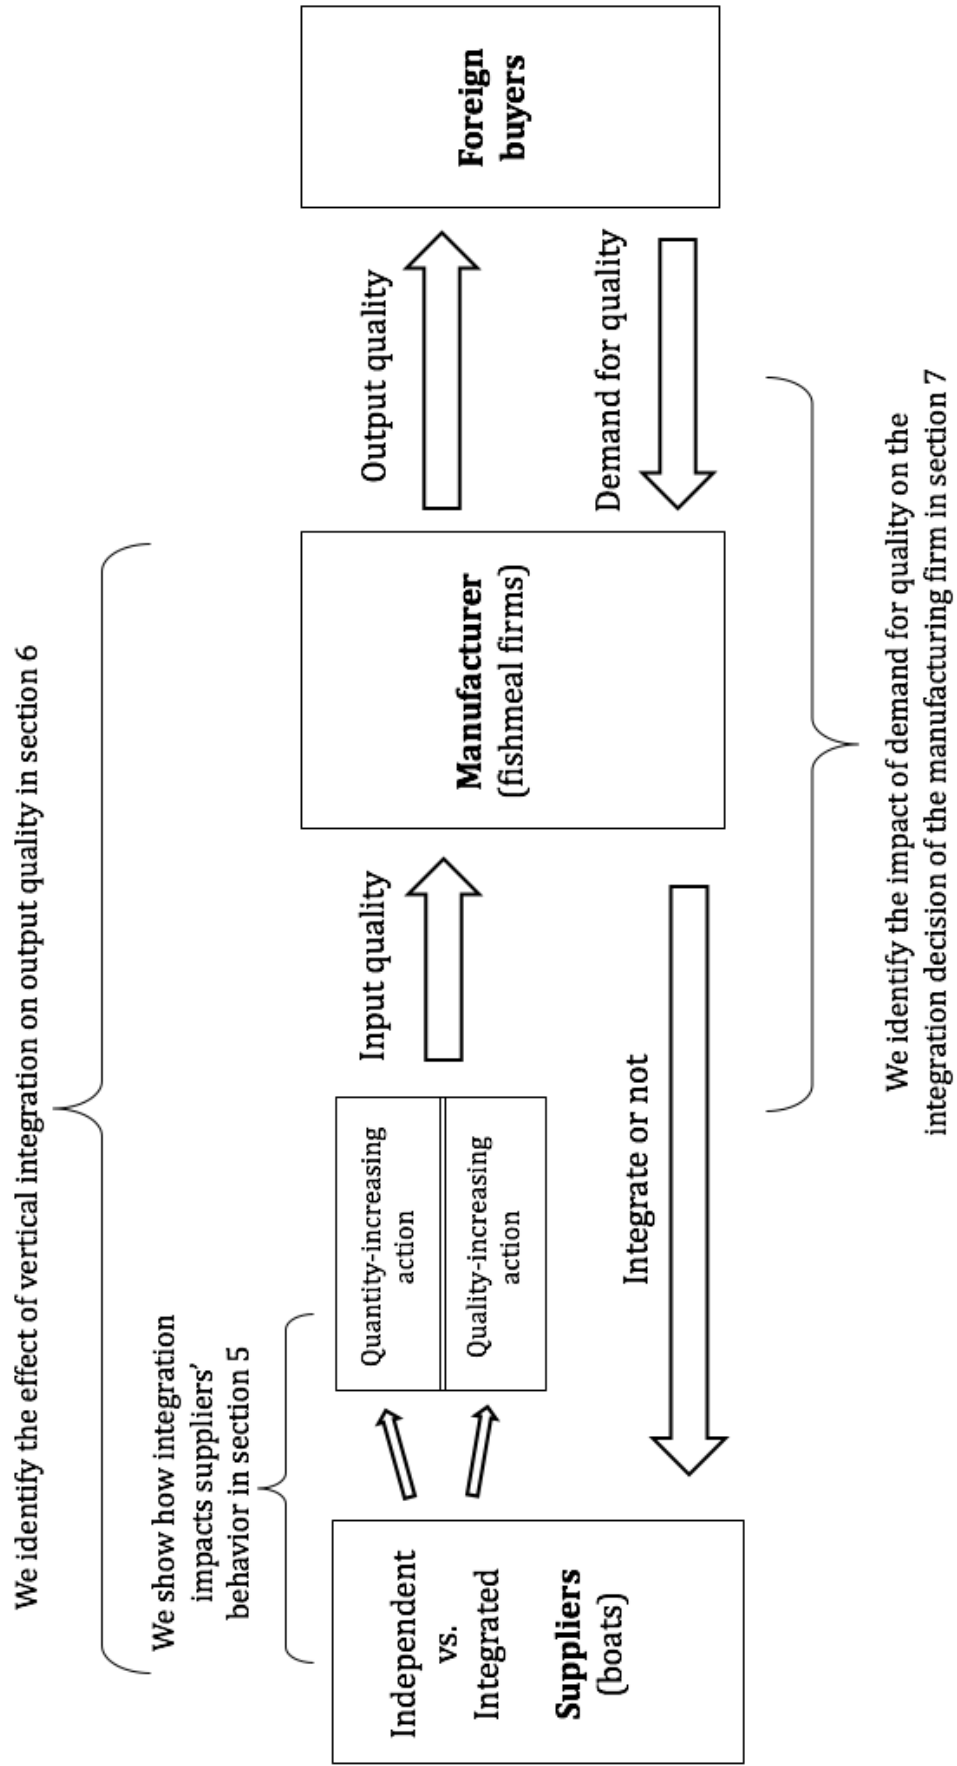 We identify the effect of vertical integration on output quality in section 6
We show how integration
impacts suppliers’
behavior in section 5
Independent
vs.
Integrated
Suppliers
(boats)
Quantity-increasing
action
Quality-increasing
action
Input quality
Manufacturer
(fishmeal firms)
Output quality
Foreign
buyers
Demand for quality
Integrate or not
We identify the impact of demand for quality on the
integration decision of the manufacturing firm in section 7